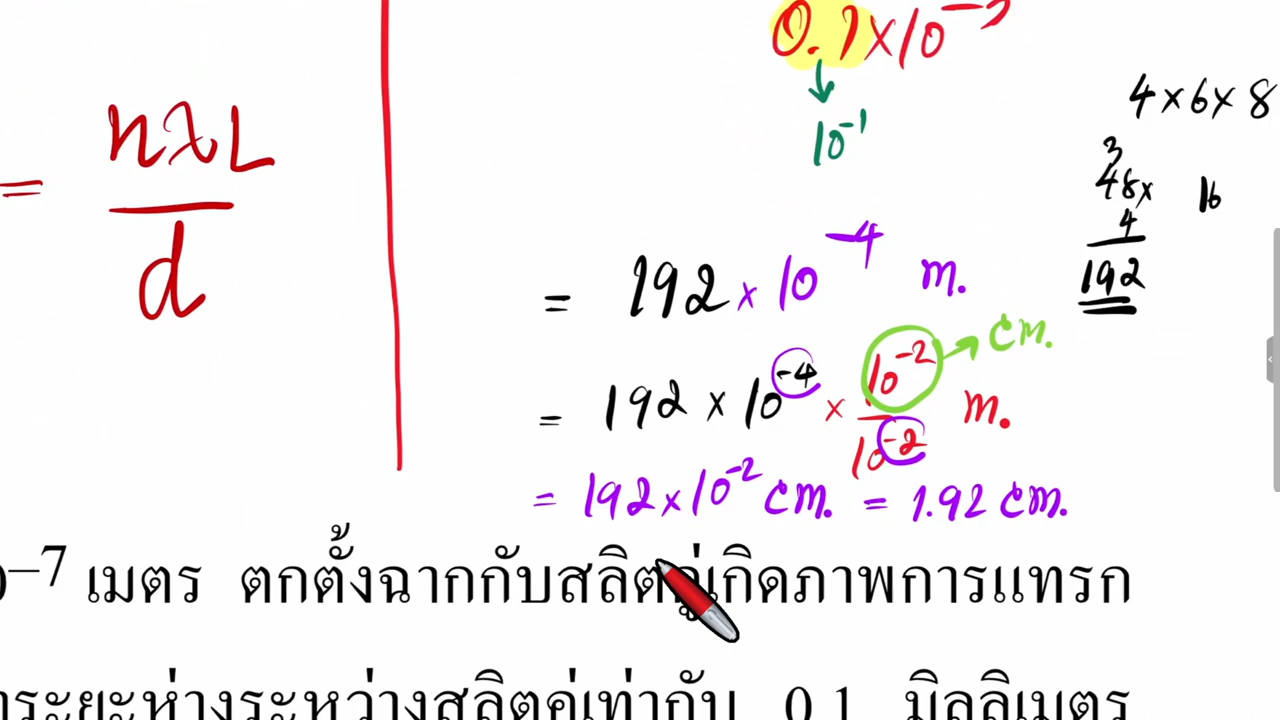 0.1×10⁻³
10⁻¹
4×6×8
3
48×
4
192
16
= nλL
d
= 192 × 10⁻⁴ m.
= 192 × 10⁻⁴ × 10⁻² m.
10⁻²
cm.
= 192 × 10⁻² cm. = 1.92 cm.
⁻⁷ เมตร ตกตั้งฉากกับสลิตคู่เกิดภาพการแทรก
ระยะห่างระหว่างสลิตคู่เท่ากับ 0.1 มิลลิเมตร